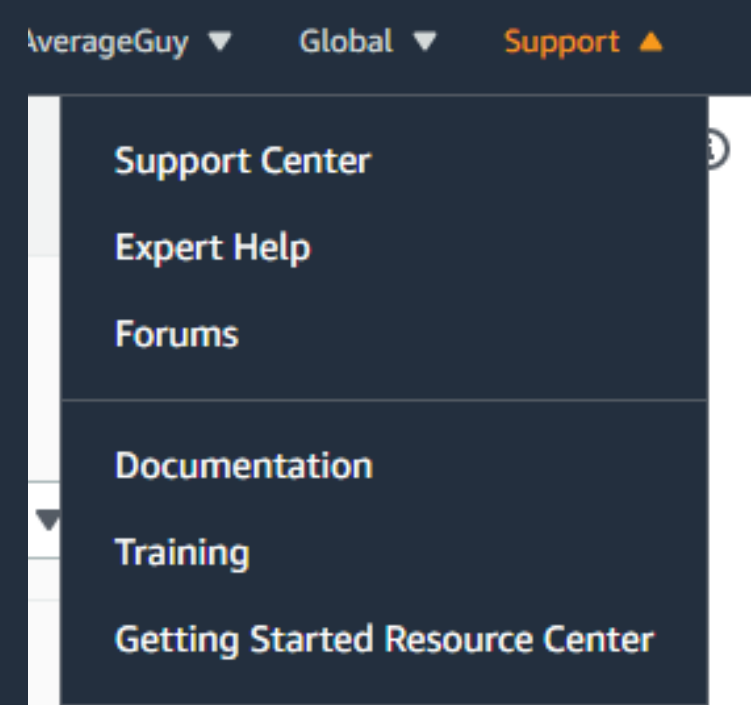 AverageGuy Global Support
Support Center
Expert Help
Forums
Documentation
Training
Getting Started Resource Center